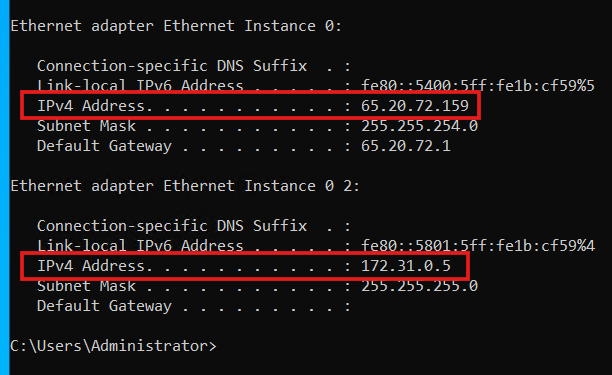 Ethernet adapter Ethernet Instance 0:
Connection-specific DNS Suffix  . :
Link-local IPv6 Address . . . . . : fe80::5400:5ff:fe1b:cf59%5
IPv4 Address. . . . . . . . . . . : 65.20.72.159
Subnet Mask . . . . . . . . . . . : 255.255.254.0
Default Gateway . . . . . . . . . : 65.20.72.1
Ethernet adapter Ethernet Instance 0 2:
Connection-specific DNS Suffix  . :
Link-local IPv6 Address . . . . . : fe80::5801:5ff:fe1b:cf59%4
IPv4 Address. . . . . . . . . . . : 172.31.0.5
Subnet Mask . . . . . . . . . . . : 255.255.255.0
Default Gateway . . . . . . . . . :
C:\Users\Administrator>